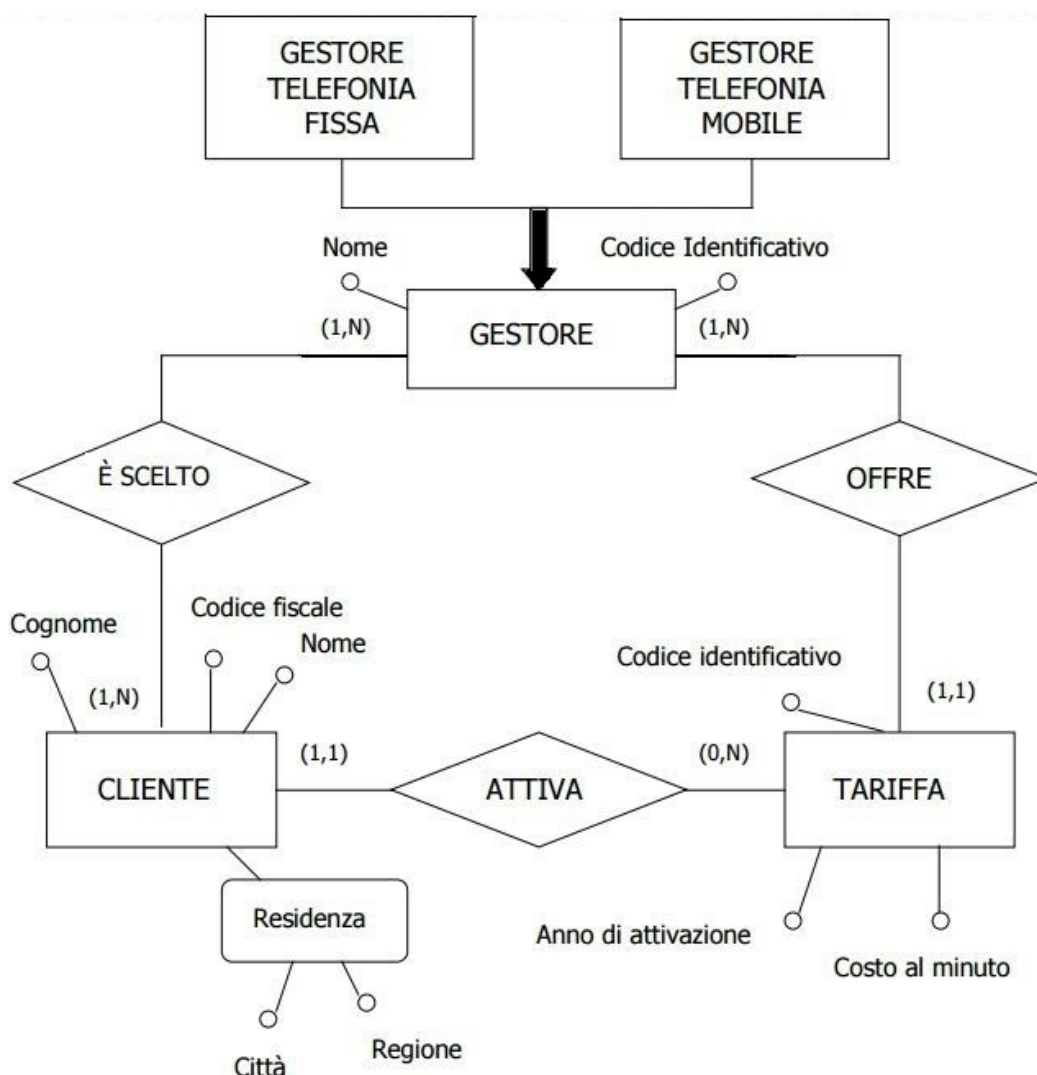 GESTORE
TELEFONIA
FISSA
GESTORE
TELEFONIA
MOBILE
Nome
Codice Identificativo
(1,N)
GESTORE
(1,N)
È SCELTO
OFFRE
Cognome
Codice fiscale
Nome
Codice identificativo
(1,N)
(1,1)
(1,1)
(0,N)
CLIENTE
ATTIVA
TARIFFA
Residenza
Anno di attivazione
Costo al minuto
Città
Regione